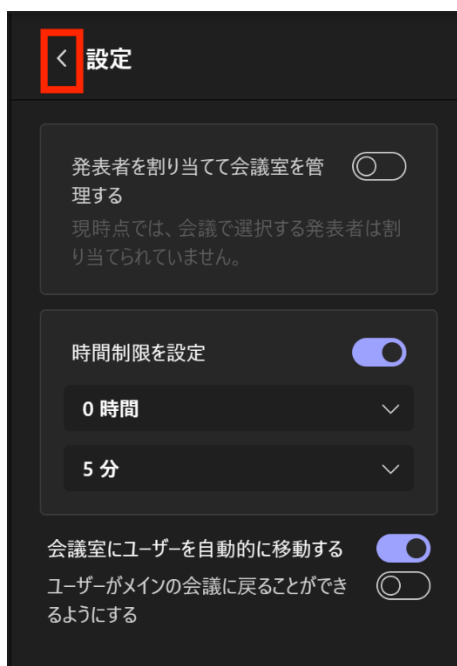 設定
発表者を割り当てて会議室を管
理する
現時点では、会議で選択する発表者は割
り当てられていません。
時間制限を設定
0 時間
5 分
会議室にユーザーを自動的に移動する
ユーザーがメインの会議に戻ることができ
るようにする